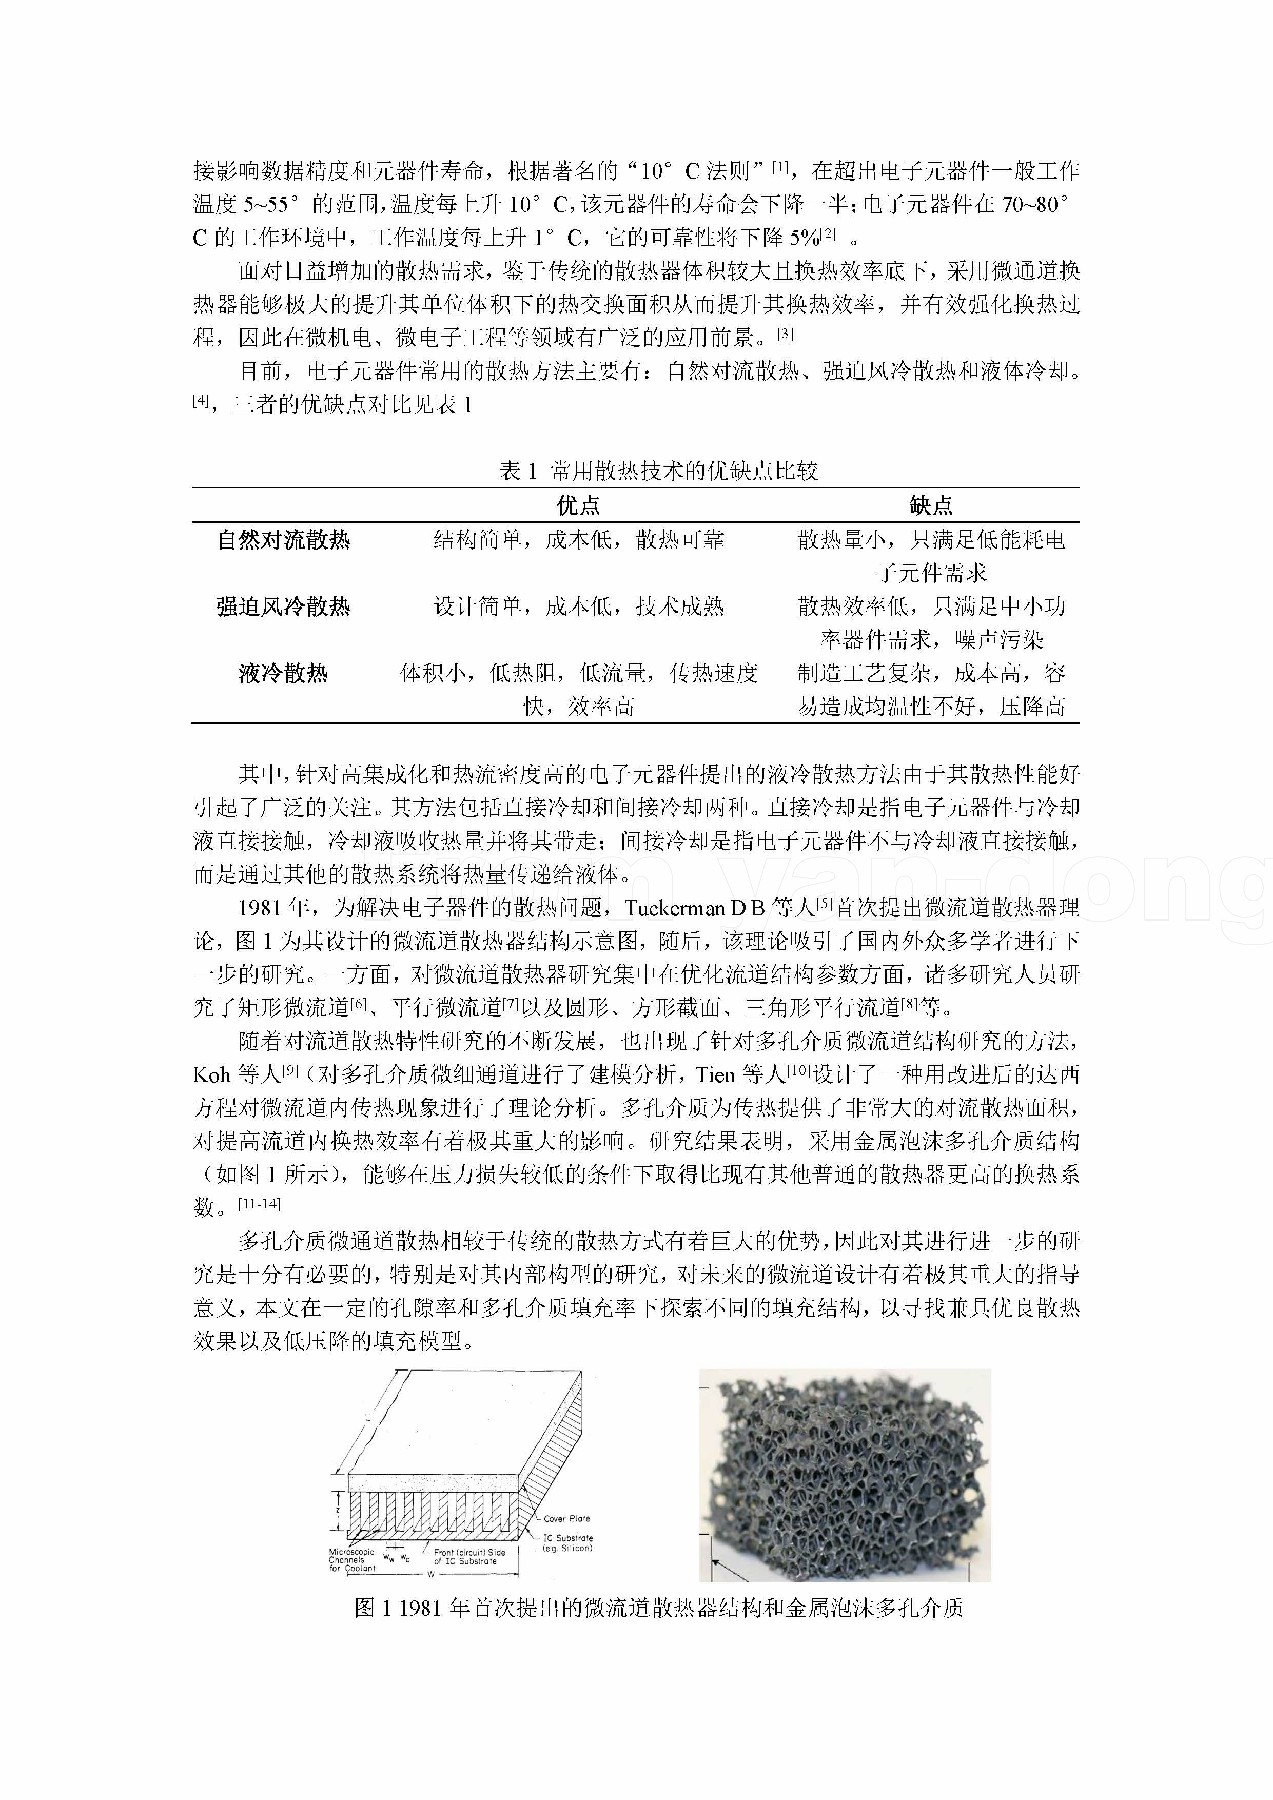 接影响数据精度和元器件寿命，根据著名的“10°C法则”[1]，在超出电子元器件一般工作
温度5~55°的范围，温度每上升10°C，该元器件的寿命会下降一半；电子元器件在70~80°
C的工作环境中，工作温度每上升1°C，它的可靠性将下降5%[2]。
面对日益增加的散热需求，鉴于传统的散热器体积较大且换热效率底下，采用微通道换
热器能够极大的提升其单位体积下的热交换面积从而提升其换热效率，并有效强化换热过
程，因此在微机电、微电子工程等领域有广泛的应用前景。[3]
目前，电子元器件常用的散热方法主要有：自然对流散热、强迫风冷散热和液体冷却。
[4]，三者的优缺点对比见表1
表1 常用散热技术的优缺点比较
优点 缺点
自然对流散热 结构简单，成本低，散热可靠 散热量小，只满足低能耗电
子元件需求
强迫风冷散热 设计简单，成本低，技术成熟 散热效率低，只满足中小功
率器件需求，噪声污染
液冷散热 体积小，低热阻，低流量，传热速度 制造工艺复杂，成本高，容
快，效率高 易造成均温性不好，压降高
其中，针对高集成化和热流密度高的电子元器件提出的液冷散热方法由于其散热性能好
引起了广泛的关注。其方法包括直接冷却和间接冷却两种。直接冷却是指电子元器件与冷却
液直接接触，冷却液吸收热量并将其带走；间接冷却是指电子元器件不与冷却液直接接触，
而是通过其他的散热系统将热量传递给液体。
1981年，为解决电子器件的散热问题，Tuckerman D B等人[5]首次提出微流道散热器理
论，图1为其设计的微流道散热器结构示意图，随后，该理论吸引了国内外众多学者进行下
一步的研究。一方面，对微流道散热器研究集中在优化流道结构参数方面，诸多研究人员研
究了矩形微流道[6]、平行微流道[7]以及圆形、方形截面、三角形平行流道[8]等。
随着对流道散热特性研究的不断发展，也出现了针对多孔介质微流道结构研究的方法，
Koh等人[9]（对多孔介质微细通道进行了建模分析，Tien等人[10]设计了一种用改进后的达西
方程对微流道内传热现象进行了理论分析。多孔介质为传热提供了非常大的对流散热面积，
对提高流道内换热效率有着极其重大的影响。研究结果表明，采用金属泡沫多孔介质结构
（如图1所示），能够在压力损失较低的条件下取得比现有其他普通的散热器更高的换热系
数。[11-14]
多孔介质微通道散热相较于传统的散热方式有着巨大的优势，因此对其进行进一步的研
究是十分有必要的，特别是对其内部构型的研究，对未来的微流道设计有着极其重大的指导
意义，本文在一定的孔隙率和多孔介质填充率下探索不同的填充结构，以寻找兼具优良散热
效果以及低压降的填充模型。
Cover Plate
IC Substrate
(eg. Silicon)
Microscopic
Channels
for Coolant
Ww Wc
Front (circuit) Side
of IC Substrate
W
图1 1981年首次提出的微流道散热器结构和金属泡沫多孔介质